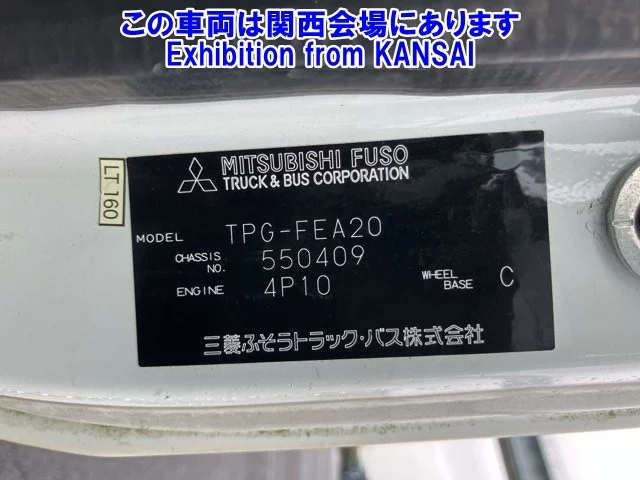 この車両は関西会場にあります
Exhibition from KANSAI
LT 160
MITSUBISHI FUSO
TRUCK & BUS CORPORATION
MODEL TPG-FEA20
CHASSIS NO. 550409
ENGINE 4P10 WHEEL BASE C
三菱ふそうトラック・バス株式会社